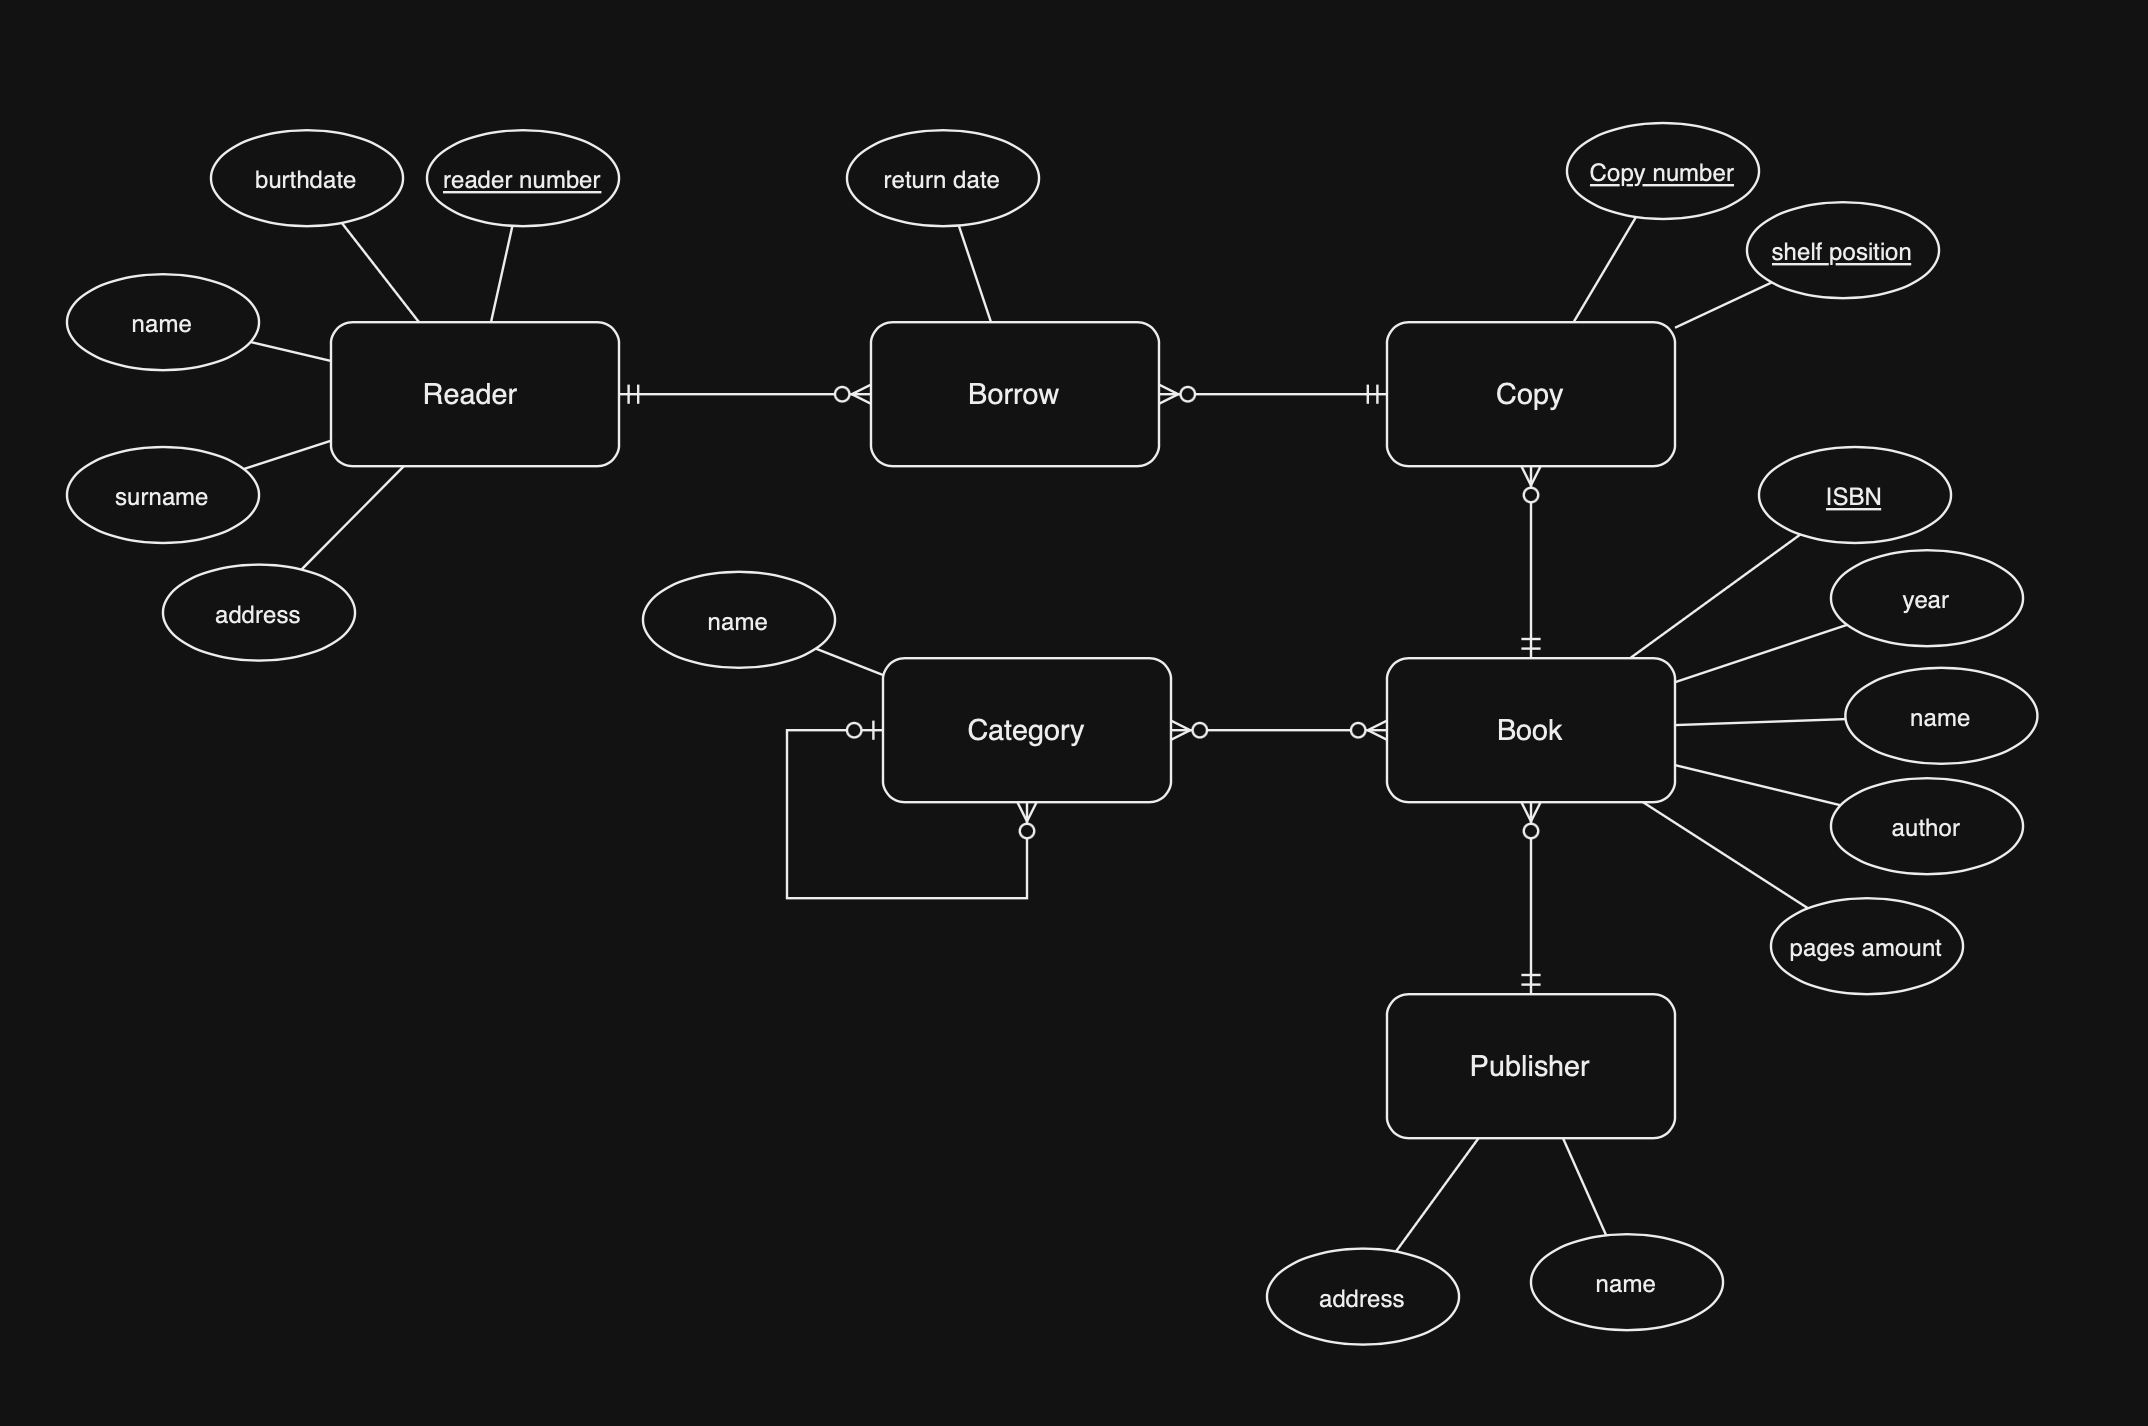 burthdate
reader number
return date
Copy number
shelf position
name
Reader
Borrow
Copy
surname
ISBN
address
name
year
Category
Book
name
author
pages amount
Publisher
address
name